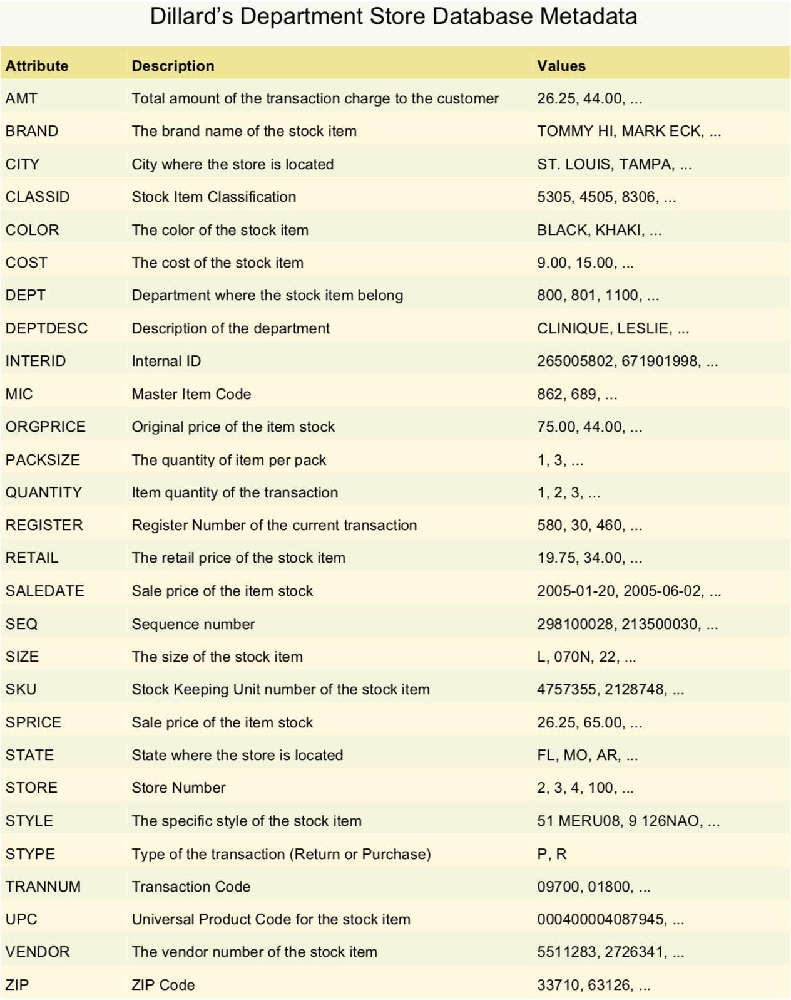 Dillard’s Department Store Database Metadata
Attribute Description Values
AMT Total amount of the transaction charge to the customer 26.25, 44.00, ...
BRAND The brand name of the stock item TOMMY HI, MARK ECK, ...
CITY City where the store is located ST. LOUIS, TAMPA, ...
CLASSID Stock Item Classification 5305, 4505, 8306, ...
COLOR The color of the stock item BLACK, KHAKI, ...
COST The cost of the stock item 9.00, 15.00, ...
DEPT Department where the stock item belong 800, 801, 1100, ...
DEPTDESC Description of the department CLINIQUE, LESLIE, ...
INTERID Internal ID 265005802, 671901998, ...
MIC Master Item Code 862, 689, ...
ORGPRICE Original price of the item stock 75.00, 44.00, ...
PACKSIZE The quantity of item per pack 1, 3, ...
QUANTITY Item quantity of the transaction 1, 2, 3, ...
REGISTER Register Number of the current transaction 580, 30, 460, ...
RETAIL The retail price of the stock item 19.75, 34.00, ...
SALEDATE Sale price of the item stock 2005-01-20, 2005-06-02, ...
SEQ Sequence number 298100028, 213500030, ...
SIZE The size of the stock item L, 070N, 22, ...
SKU Stock Keeping Unit number of the stock item 4757355, 2128748, ...
SPRICE Sale price of the item stock 26.25, 65.00, ...
STATE State where the store is located FL, MO, AR, ...
STORE Store Number 2, 3, 4, 100, ...
STYLE The specific style of the stock item 51 MERU08, 9 126NAO, ...
STYPE Type of the transaction (Return or Purchase) P, R
TRANNUM Transaction Code 09700, 01800, ...
UPC Universal Product Code for the stock item 000400004087945, ...
VENDOR The vendor number of the stock item 5511283, 2726341, ...
ZIP ZIP Code 33710, 63126, ...